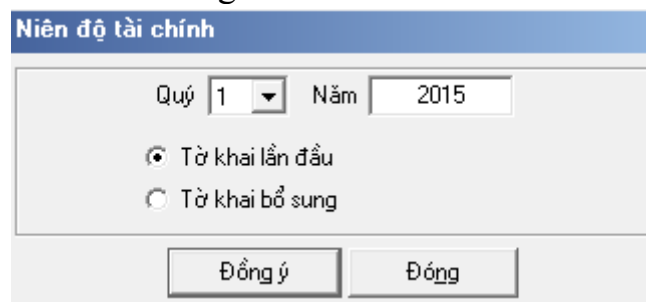 Niên độ tài chính
Quý 1 Năm 2015
Tờ khai lần đầu
Tờ khai bổ sung
Đồng ý Đóng